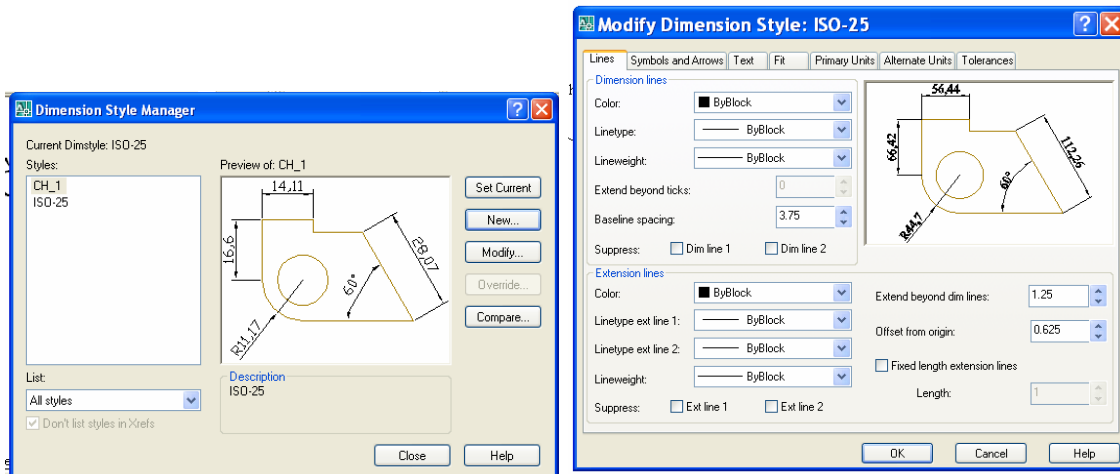 Dimension Style Manager
Current Dimstyle: ISO-25
Styles:
CH_1
ISO-25
Preview of: CH_1
14,11
16,6
28,07
60°
R11,17
Set Current
New...
Modify...
Override...
Compare...
List:
All styles
Don't list styles in Xrefs
Description
ISO-25
Close
Help
Modify Dimension Style: ISO-25
Lines
Symbols and Arrows
Text
Fit
Primary Units
Alternate Units
Tolerances
Dimension lines
Color:
ByBlock
Linetype:
ByBlock
Lineweight:
ByBlock
Extend beyond ticks:
0
Baseline spacing:
3.75
Suppress:
Dim line 1
Dim line 2
56,44
66,42
112,26
60°
R44,7
Extension lines
Color:
ByBlock
Linetype ext line 1:
ByBlock
Linetype ext line 2:
ByBlock
Lineweight:
ByBlock
Suppress:
Ext line 1
Ext line 2
Extend beyond dim lines:
1.25
Offset from origin:
0.625
Fixed length extension lines
Length:
1
OK
Cancel
Help